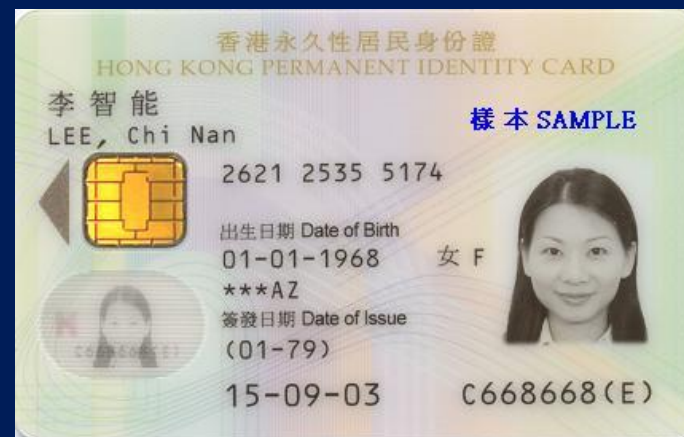 香港永久性居民身份證
HONG KONG PERMANENT IDENTITY CARD
李智能
LEE, Chi Nan
樣本 SAMPLE
2621 2535 5174
出生日期 Date of Birth
01-01-1968 女 F
***AZ
簽發日期 Date of Issue
(01-79)
15-09-03 C668668(E)
K
C668668(E)